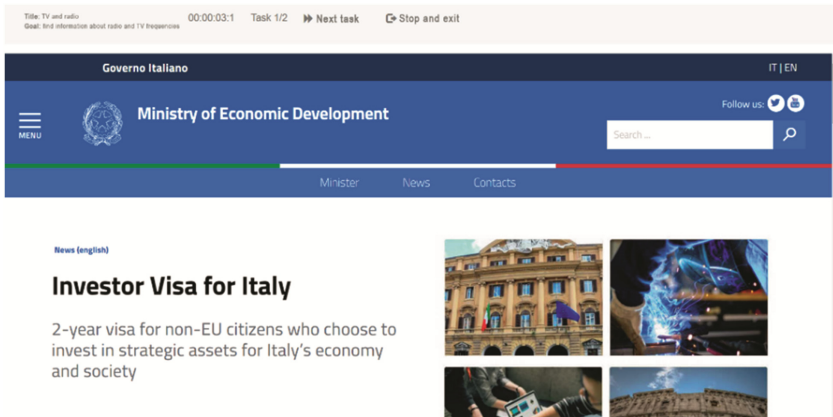 Title: TV and radio
Goal: find information about radio and TV frequencies
00:00:03:1 Task 1/2 Next task Stop and exit
Governo Italiano
IT | EN
MENU
Ministry of Economic Development
Follow us:
Search ...
Minister News Contacts
News (english)
Investor Visa for Italy
2-year visa for non-EU citizens who choose to
invest in strategic assets for Italy's economy
and society